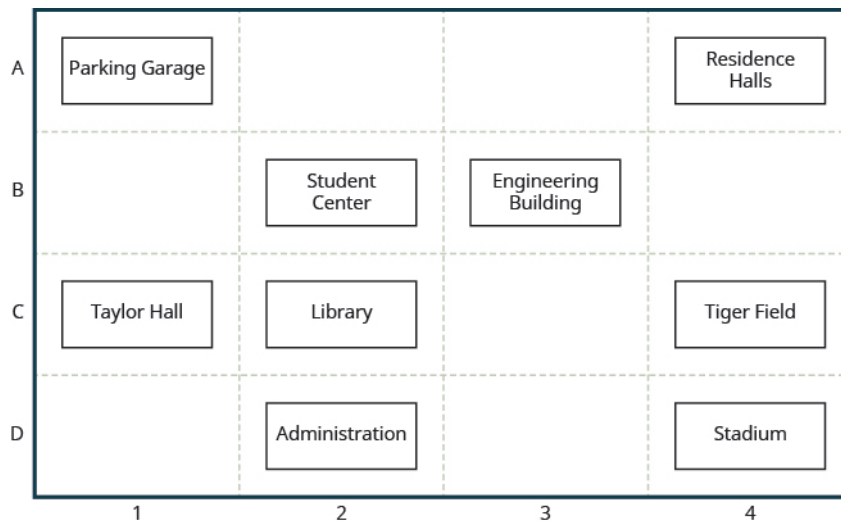 A
Parking Garage
Residence
Halls
B
Student
Center
Engineering
Building
C
Taylor Hall
Library
Tiger Field
D
Administration
Stadium
1
2
3
4